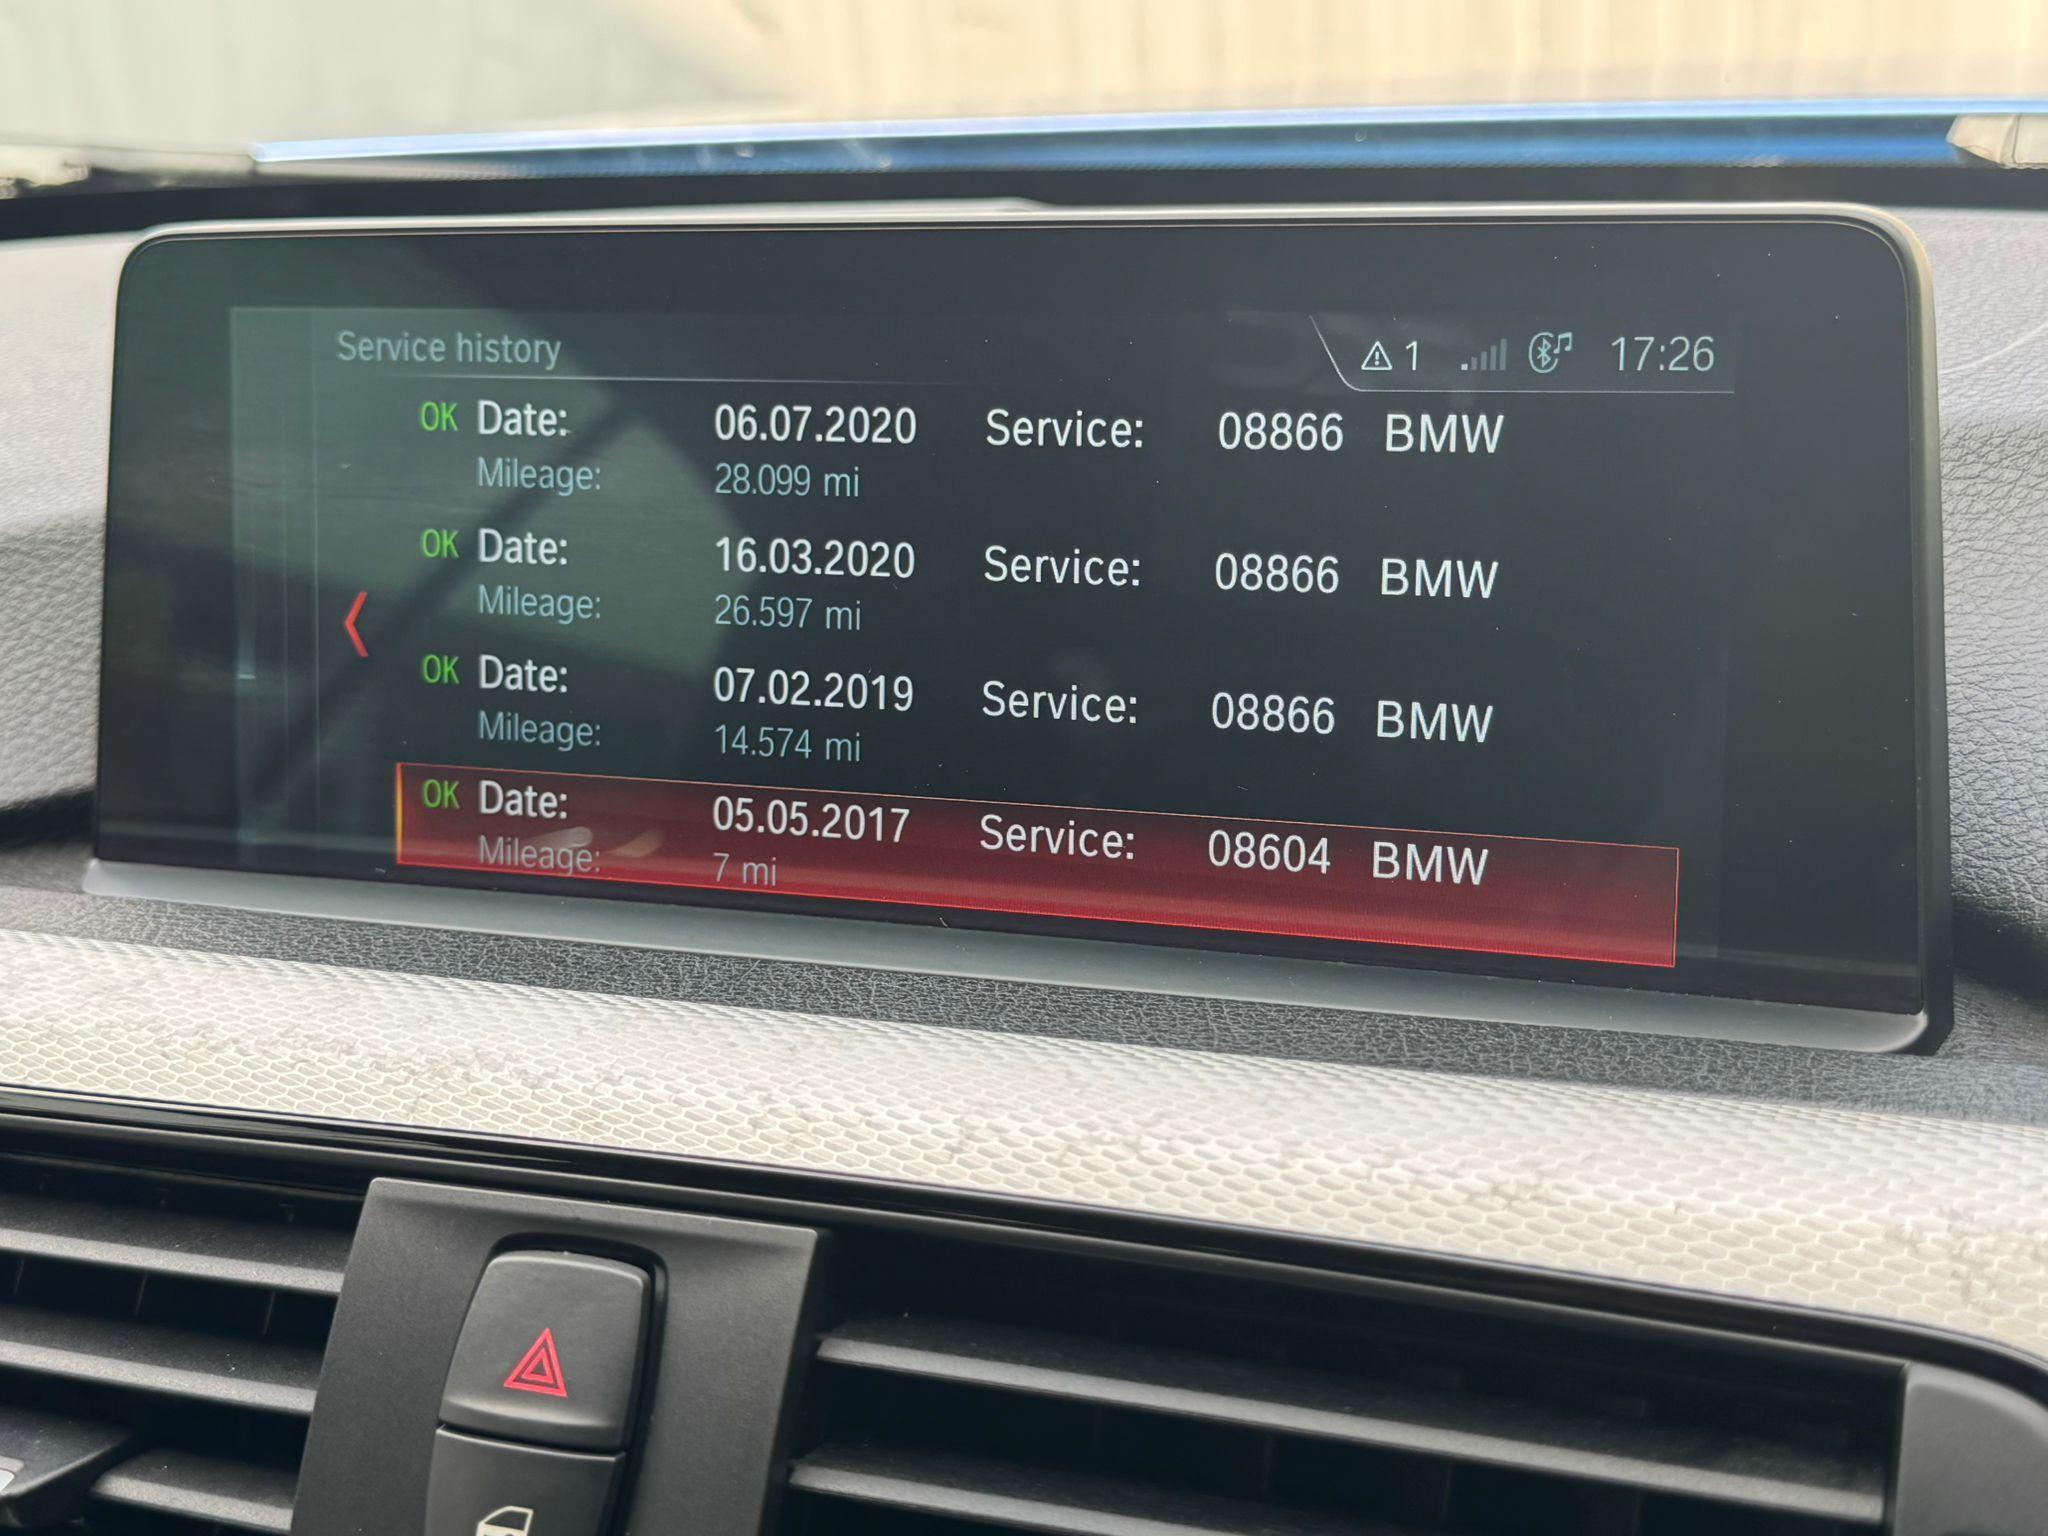 Service history
1 17:26
OK Date: 06.07.2020 Service: 08866 BMW
Mileage: 28.099 mi
OK Date: 16.03.2020 Service: 08866 BMW
Mileage: 26.597 mi
OK Date: 07.02.2019 Service: 08866 BMW
Mileage: 14.574 mi
OK Date: 05.05.2017 Service: 08604 BMW
Mileage: 7 mi